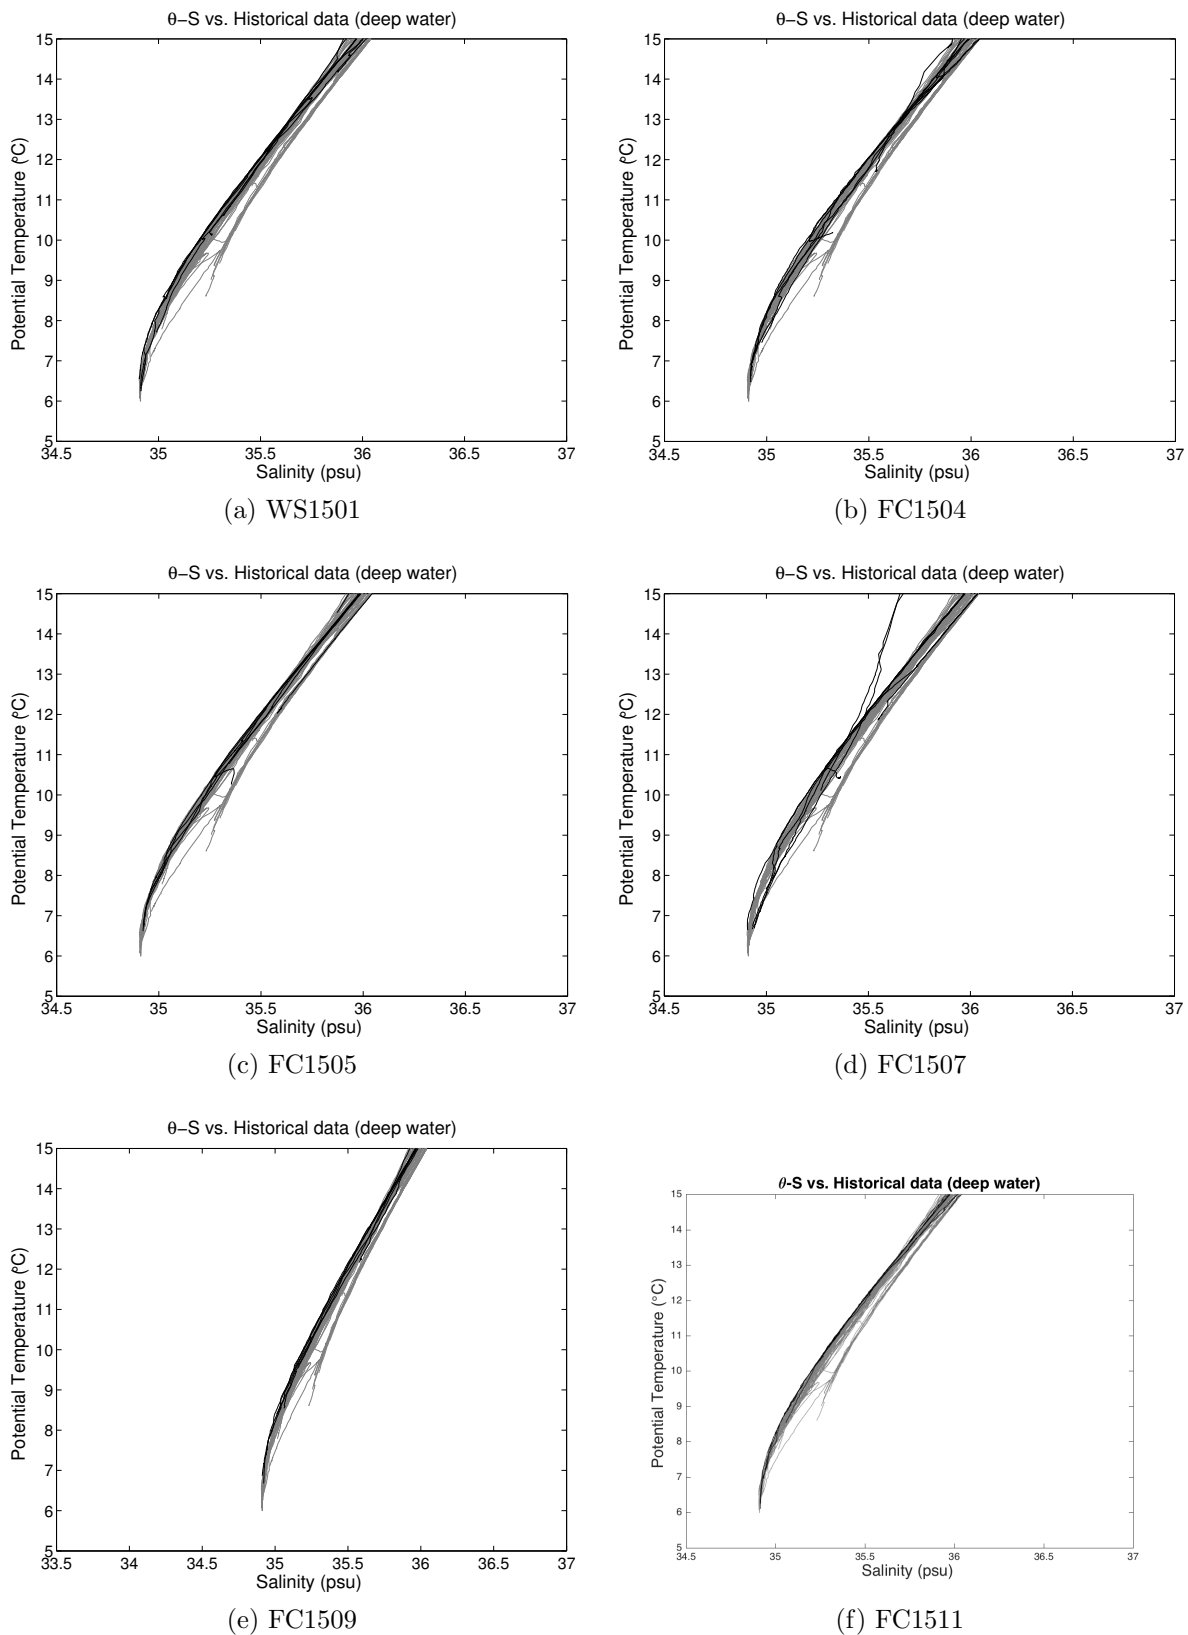 θ−S vs. Historical data (deep water)
15
14
13
12
11
10
9
8
7
6
5
34.5 35 35.5 36 36.5 37
Potential Temperature (ºC)
Salinity (psu)
(a) WS1501
θ−S vs. Historical data (deep water)
15
14
13
12
11
10
9
8
7
6
5
34.5 35 35.5 36 36.5 37
Potential Temperature (ºC)
Salinity (psu)
(b) FC1504
θ−S vs. Historical data (deep water)
15
14
13
12
11
10
9
8
7
6
5
34.5 35 35.5 36 36.5 37
Potential Temperature (ºC)
Salinity (psu)
(c) FC1505
θ−S vs. Historical data (deep water)
15
14
13
12
11
10
9
8
7
6
5
34.5 35 35.5 36 36.5 37
Potential Temperature (ºC)
Salinity (psu)
(d) FC1507
θ−S vs. Historical data (deep water)
15
14
13
12
11
10
9
8
7
6
5
33.5 34 34.5 35 35.5 36 36.5 37
Potential Temperature (ºC)
Salinity (psu)
(e) FC1509
θ-S vs. Historical data (deep water)
15
14
13
12
11
10
9
8
7
6
5
34.5 35 35.5 36 36.5 37
Potential Temperature (°C)
Salinity (psu)
(f) FC1511